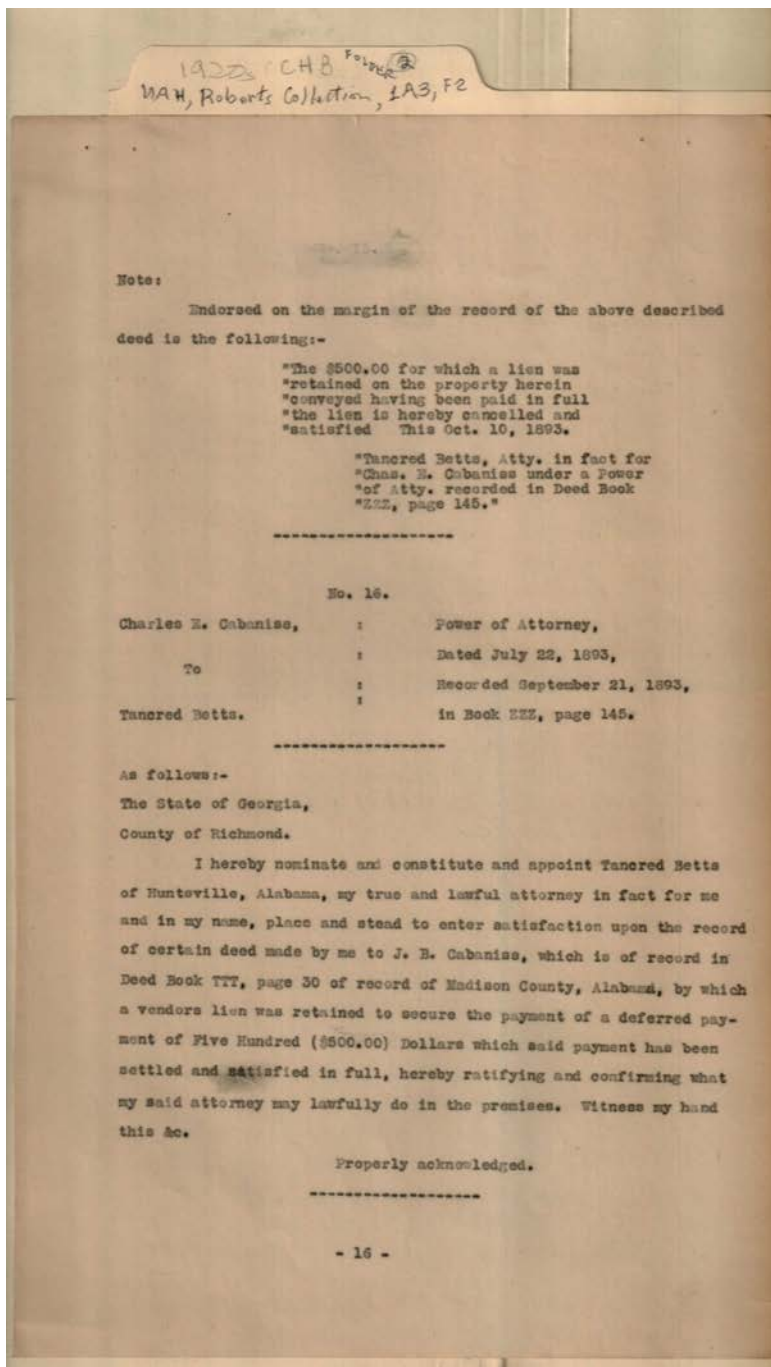 1920s CHB FOLDER 2
UAH, Roberts Collection, 1A3, F2
Note:
Endorsed on the margin of the record of the above described
deed is the following:-
"The $500.00 for which a lien was
"retained on the property herein
"conveyed having been paid in full
"the lien is hereby cancelled and
"satisfied This Oct. 10, 1893.
"Tancred Betts, Atty. in fact for
"Chas. E. Cabaniss under a Power
"of Atty. recorded in Deed Book
"ZZZ, page 145."
---------------------
No. 16.
Charles E. Cabaniss, : Power of Attorney,
: Dated July 22, 1893,
To
: Recorded September 21, 1893,
:
Tancred Betts. in Book ZZZ, page 145.
--------------------
As follows:-
The State of Georgia,
County of Richmond.
I hereby nominate and constitute and appoint Tancred Betts
of Huntsville, Alabama, my true and lawful attorney in fact for me
and in my name, place and stead to enter satisfaction upon the record
of certain deed made by me to J. B. Cabaniss, which is of record in
Deed Book TTT, page 30 of record of Madison County, Alabama, by which
a vendors lien was retained to secure the payment of a deferred pay-
ment of Five Hundred ($500.00) Dollars which said payment has been
settled and satisfied in full, hereby ratifying and confirming what
my said attorney may lawfully do in the premises. Witness my hand
this &c.
Properly acknowledged.
--------------------
- 16 -